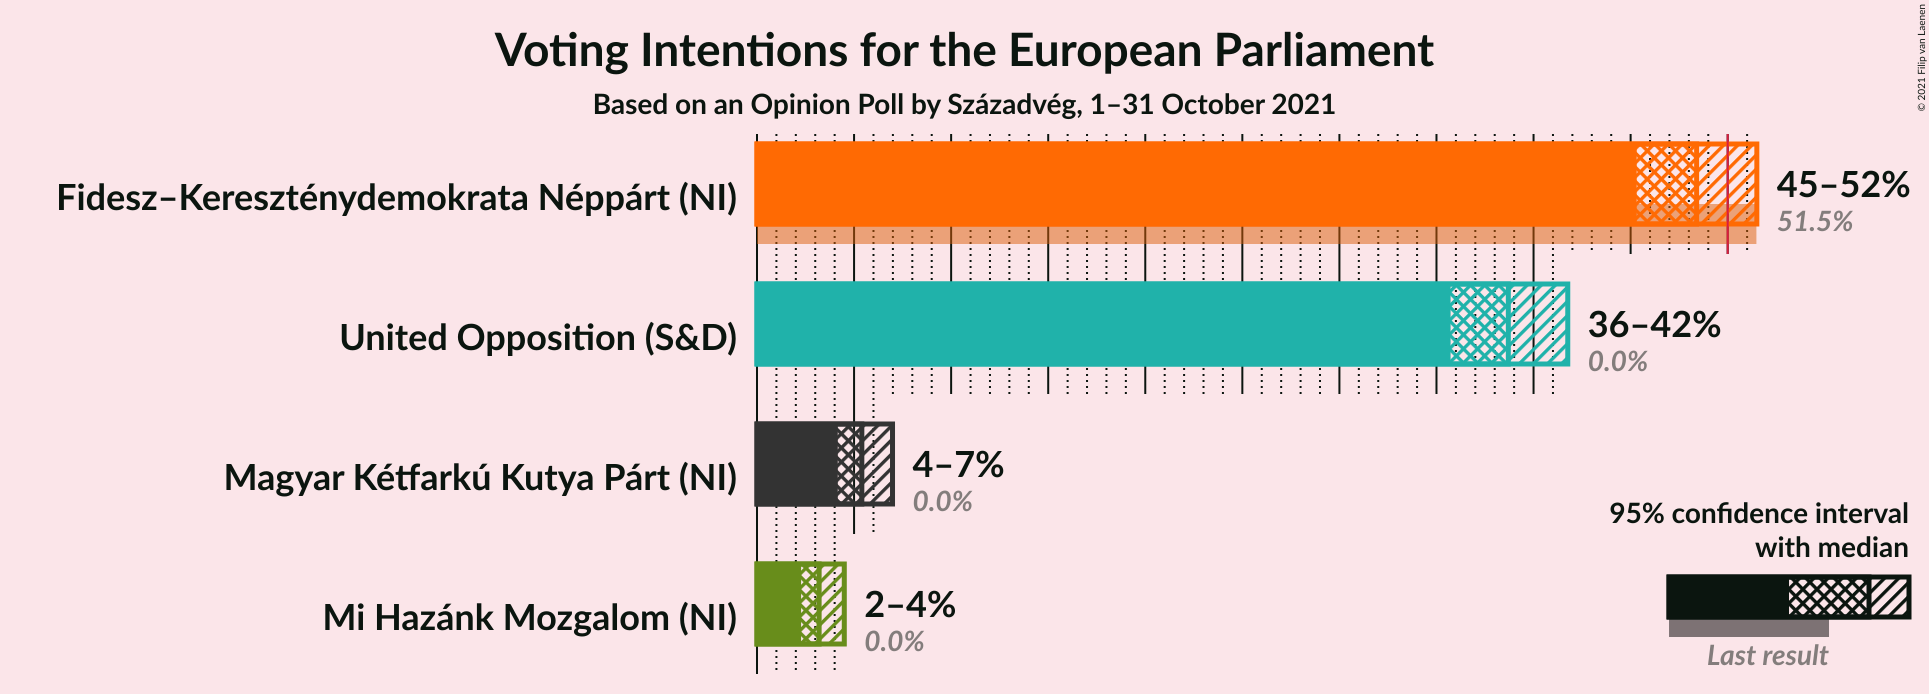 Voting Intentions for the European Parliament
Based on an Opinion Poll by Századvég, 1–31 October 2021
© 2021 Filip van Laenen
Fidesz–Kereszténydemokrata Néppárt (NI)
45–52%
51.5%
United Opposition (S&D)
36–42%
0.0%
Magyar Kétfarkú Kutya Párt (NI)
4–7%
0.0%
Mi Hazánk Mozgalom (NI)
2–4%
0.0%
95% confidence interval
with median
Last result